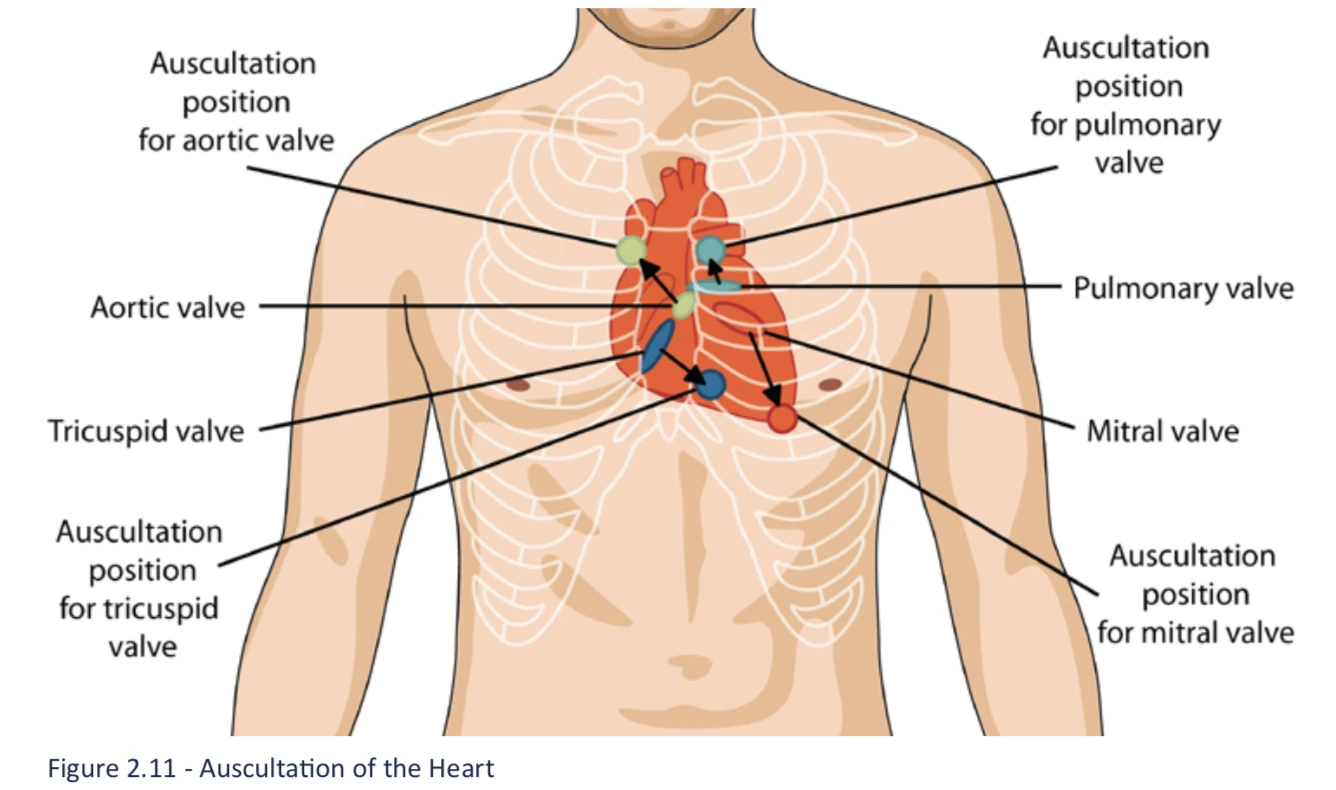 Auscultation
position
for aortic valve
Auscultation
position
for pulmonary
valve
Aortic valve
Pulmonary valve
Tricuspid valve
Mitral valve
Auscultation
position
for tricuspid
valve
Auscultation
position
for mitral valve
Figure 2.11 - Auscultation of the Heart